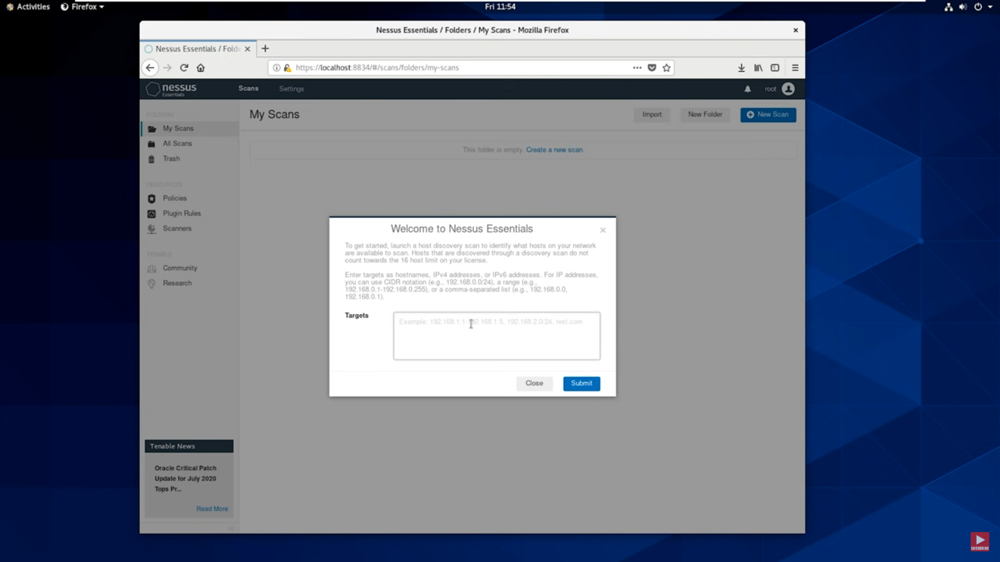 Activities Firefox Fri 11:54
Nessus Essentials / Folders / My Scans - Mozilla Firefox
Nessus Essentials / Folde
https://localhost:8834/#/scans/folders/my-scans
nessus
Essentials
Scans Settings root
FOLDERS
My Scans
All Scans
Trash
RESOURCES
Policies
Plugin Rules
Scanners
TENABLE
Community
Research
Tenable News
Oracle Critical Patch
Update for July 2020
Tops Pr...
Read More
My Scans
Import New Folder New Scan
This folder is empty. Create a new scan.
Welcome to Nessus Essentials
To get started, launch a host discovery scan to identify what hosts on your network
are available to scan. Hosts that are discovered through a discovery scan do not
count towards the 16 host limit on your license.
Enter targets as hostnames, IPv4 addresses, or IPv6 addresses. For IP addresses,
you can use CIDR notation (e.g., 192.168.0.0/24), a range (e.g.,
192.168.0.1-192.168.0.255), or a comma-separated list (e.g., 192.168.0.0,
192.168.0.1).
Targets
Example: 192.168.1.1-192.168.1.5, 192.168.2.0/24, test.com
Close Submit
SUBSCRIBE